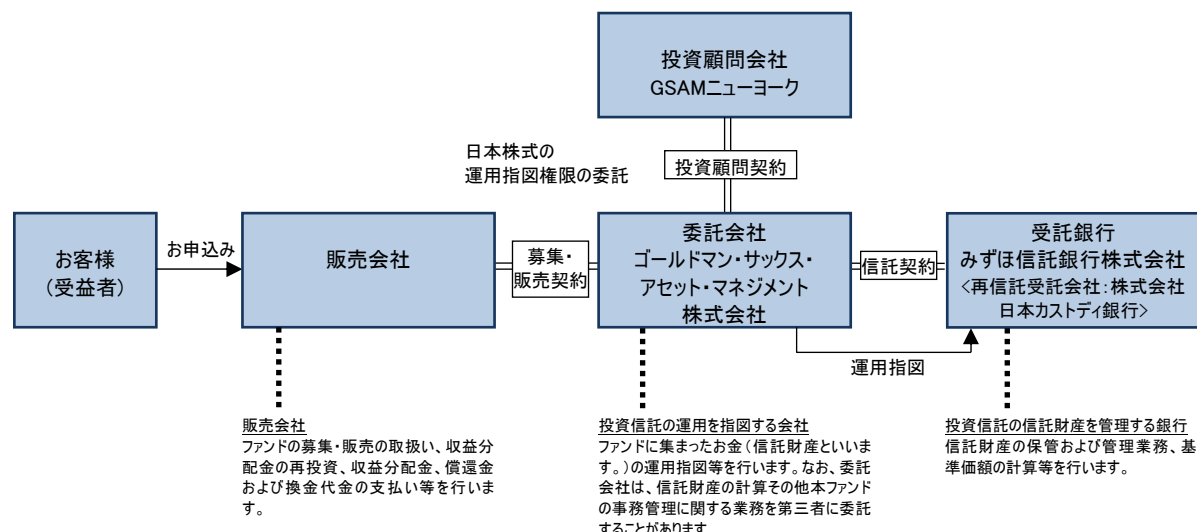 投資顧問会社
GSAMニューヨーク
日本株式の
運用指図権限の委託
投資顧問契約
お客様
(受益者)
お申込み
販売会社
募集・
販売契約
委託会社
ゴールドマン・サックス・
アセット・マネジメント
株式会社
信託契約
受託銀行
みずほ信託銀行株式会社
<再信託受託会社:株式会社
日本カストディ銀行>
運用指図
販売会社
ファンドの募集・販売の取扱い、収益分
配金の再投資、収益分配金、償還金
および換金代金の支払い等を行いま
す。
投資信託の運用を指図する会社
ファンドに集まったお金(信託財産といいま
す。)の運用指図等を行います。なお、委託
会社は、信託財産の計算その他本ファンド
の事務管理に関する業務を第三者に委託
することがあります
投資信託の信託財産を管理する銀行
信託財産の保管および管理業務、基
準価額の計算等を行います。